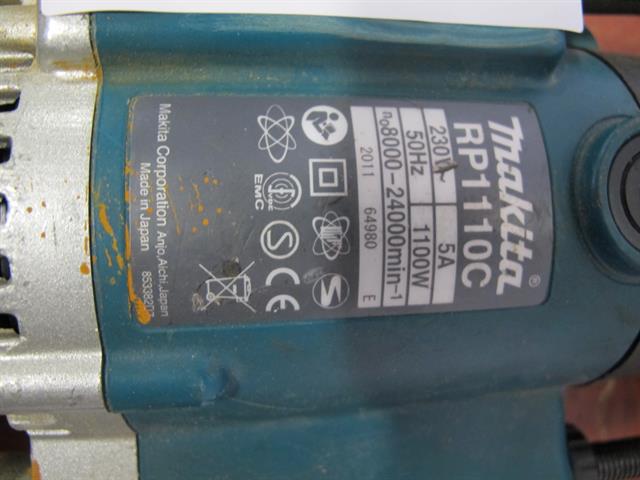 makita®
RP1110C
230V~ 5A
50Hz 1100W
n₀8000-24000min-1
2011 64980 E
EMC
S
CE
Makita Corporation Anjo, Aichi, Japan
Made in Japan